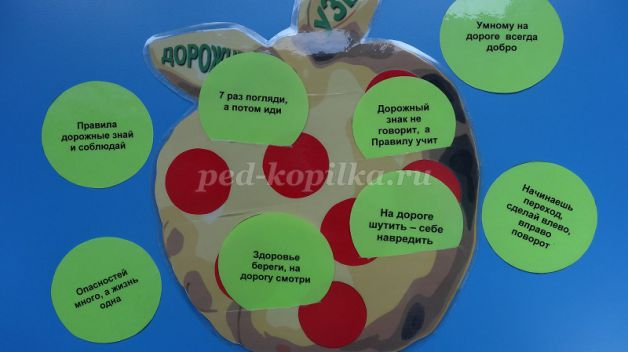 ДОРОЖН
УЗЕ
Умному на
дороге всегда
добро
Правила
дорожные знай
и соблюдай
7 раз погляди,
а потом иди
Дорожный
знак не
говорит, а
Правилу учит
ped-kopilka.ru
Начинаешь
переход,
сделай влево,
вправо
поворот
На дороге
шутить – себе
навредить
Здоровье
береги, на
дорогу смотри
Опасностей
много, а жизнь
одна